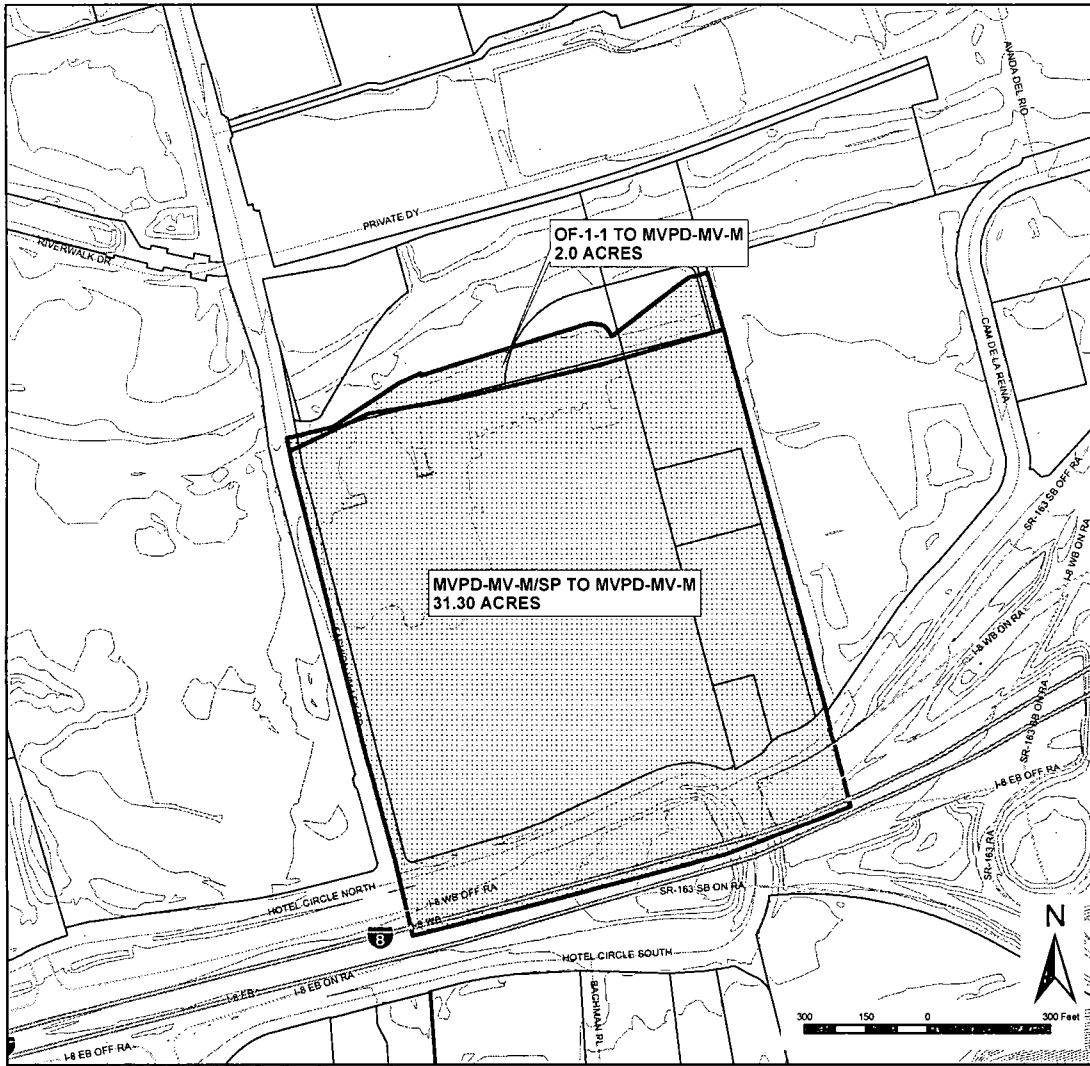 AVNDA DEL RIO
PRIVATE DY
RIVERWALK DR
OF-1-1 TO MVPD-MV-M
2.0 ACRES
CAM DE LA REINA
SR-163 SB OFF RA
I-8 WB ON RA
MVPD-MV-M/SP TO MVPD-MV-M
31.30 ACRES
I-8 WB ON RA
SR-163 SB ON RA
I-8 EB OFF RA
SR-163 RA
HOTEL CIRCLE NORTH
I-8 WB OFF RA
I-8 WB
SR-163 SB ON RA
8
HOTEL CIRCLE SOUTH
I-8 EB
I-8 EB ON RA
BACHMAN PL
I-8 EB OFF RA
N
300 150 0 300 Feet